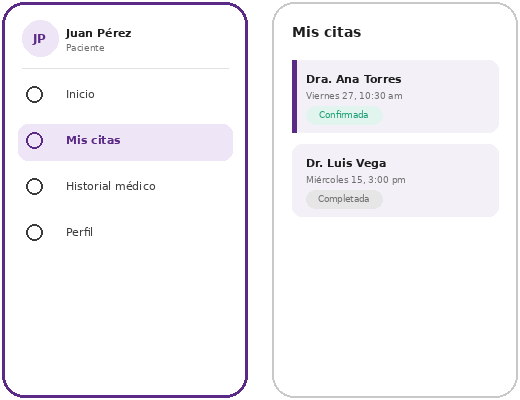 JP
Juan Pérez
Paciente
Inicio
Mis citas
Historial médico
Perfil
Mis citas
Dra. Ana Torres
Viernes 27, 10:30 am
Confirmada
Dr. Luis Vega
Miércoles 15, 3:00 pm
Completada